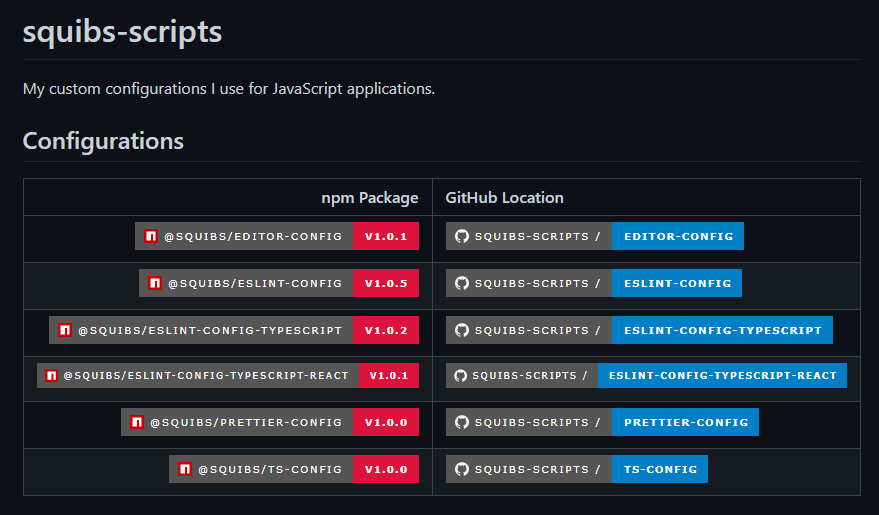 squibs-scripts
My custom configurations I use for JavaScript applications.
Configurations
npm Package GitHub Location
@SQUIBS/EDITOR-CONFIG V1.0.1 SQUIBS-SCRIPTS / EDITOR-CONFIG
@SQUIBS/ESLINT-CONFIG V1.0.5 SQUIBS-SCRIPTS / ESLINT-CONFIG
@SQUIBS/ESLINT-CONFIG-TYPESCRIPT V1.0.2 SQUIBS-SCRIPTS / ESLINT-CONFIG-TYPESCRIPT
@SQUIBS/ESLINT-CONFIG-TYPESCRIPT-REACT V1.0.1 SQUIBS-SCRIPTS / ESLINT-CONFIG-TYPESCRIPT-REACT
@SQUIBS/PRETTIER-CONFIG V1.0.0 SQUIBS-SCRIPTS / PRETTIER-CONFIG
@SQUIBS/TS-CONFIG V1.0.0 SQUIBS-SCRIPTS / TS-CONFIG